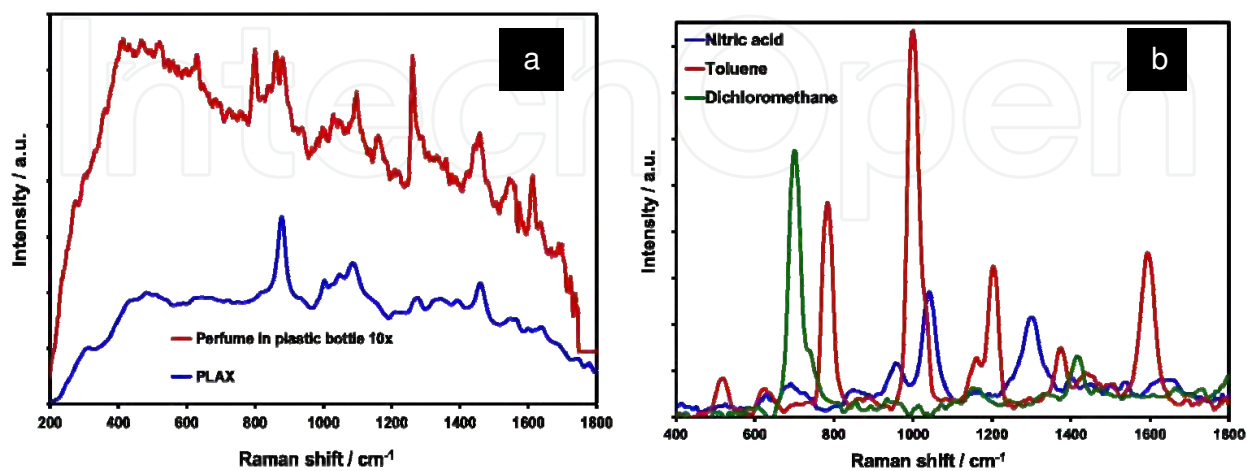 IntechOpen
a
Intensity / a.u.
Perfume in plastic bottle 10x
PLAX
200 400 600 800 1000 1200 1400 1600 1800
Raman shift / cm⁻¹
b
Nitric acid
Toluene
Dichloromethane
Intensity / a.u.
400 600 800 1000 1200 1400 1600 1800
Raman shift / cm⁻¹